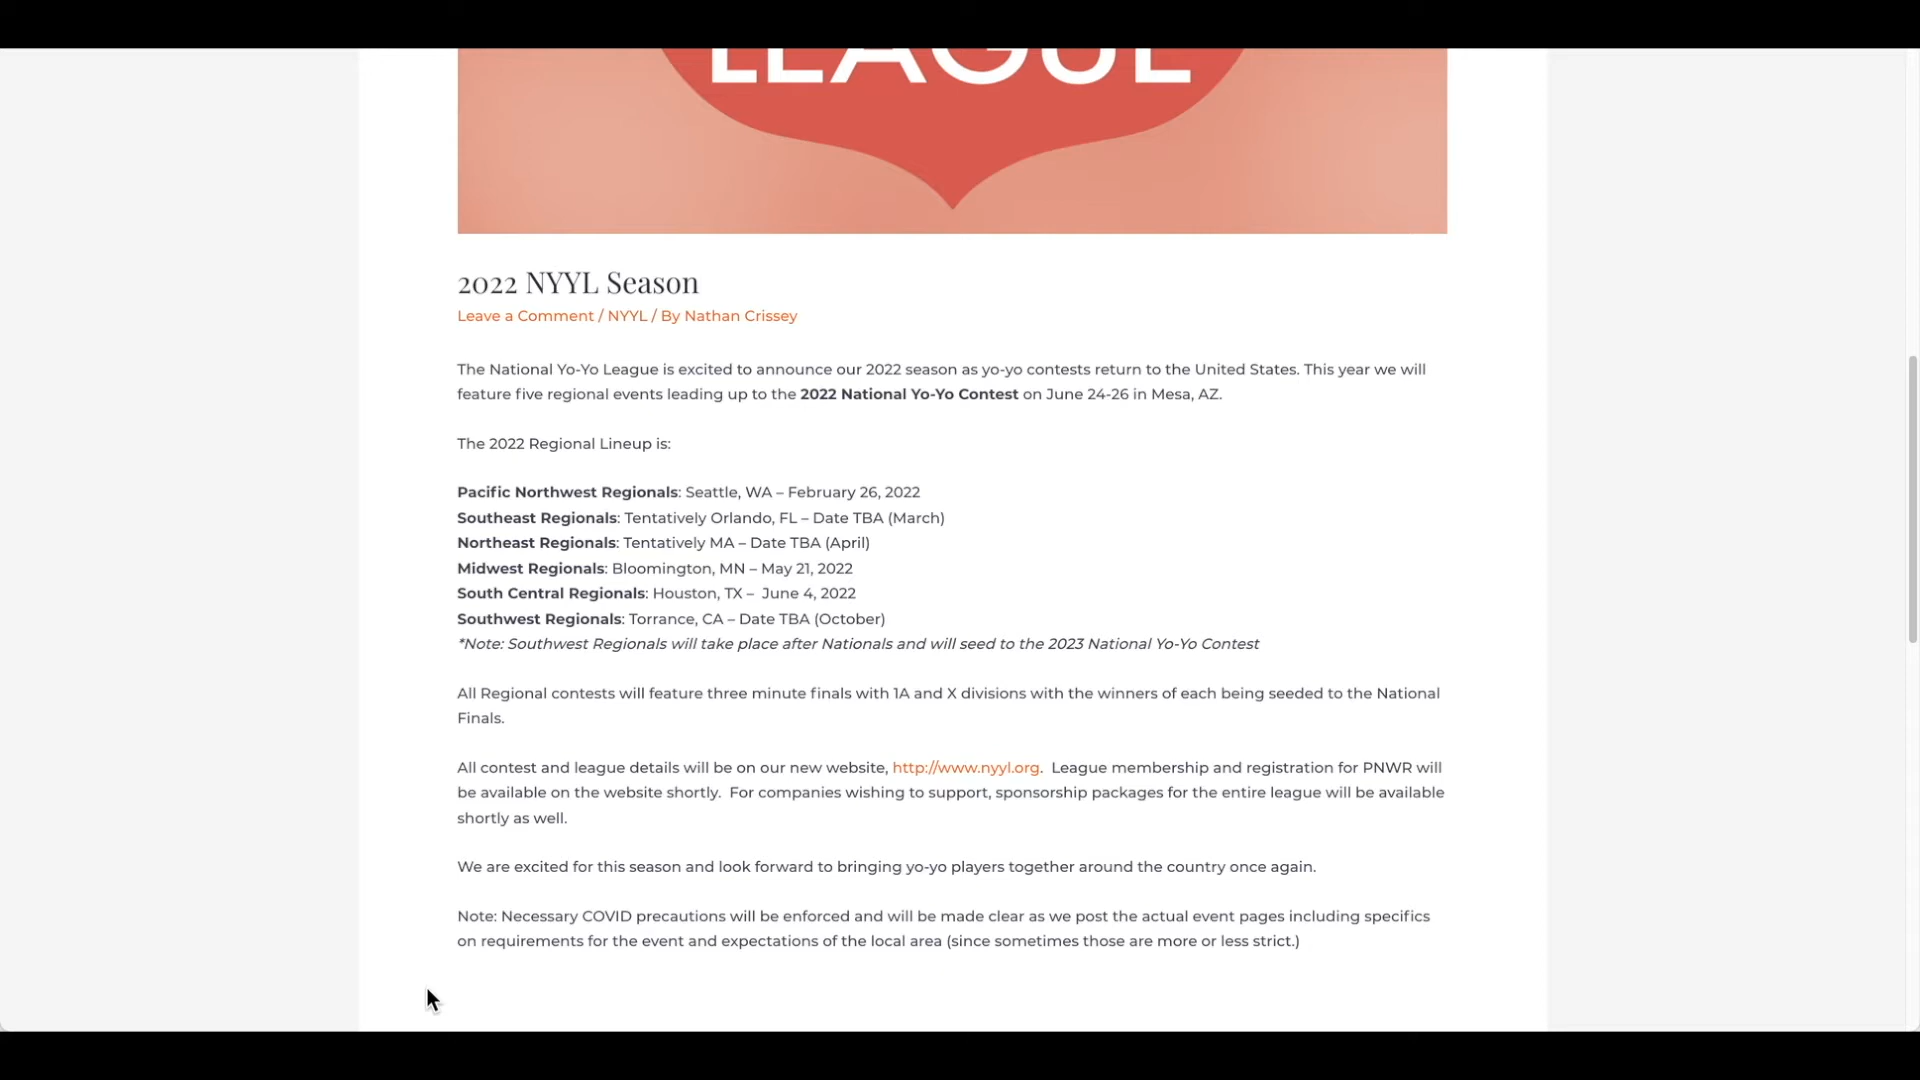 LEAGUE
2022 NYYL Season
Leave a Comment / NYYL / By Nathan Crissey
The National Yo-Yo League is excited to announce our 2022 season as yo-yo contests return to the United States. This year we will
feature five regional events leading up to the 2022 National Yo-Yo Contest on June 24-26 in Mesa, AZ.
The 2022 Regional Lineup is:
Pacific Northwest Regionals: Seattle, WA – February 26, 2022
Southeast Regionals: Tentatively Orlando, FL – Date TBA (March)
Northeast Regionals: Tentatively MA – Date TBA (April)
Midwest Regionals: Bloomington, MN – May 21, 2022
South Central Regionals: Houston, TX –  June 4, 2022
Southwest Regionals: Torrance, CA – Date TBA (October)
*Note: Southwest Regionals will take place after Nationals and will seed to the 2023 National Yo-Yo Contest
All Regional contests will feature three minute finals with 1A and X divisions with the winners of each being seeded to the National
Finals.
All contest and league details will be on our new website, http://www.nyyl.org.  League membership and registration for PNWR will
be available on the website shortly.  For companies wishing to support, sponsorship packages for the entire league will be available
shortly as well.
We are excited for this season and look forward to bringing yo-yo players together around the country once again.
Note: Necessary COVID precautions will be enforced and will be made clear as we post the actual event pages including specifics
on requirements for the event and expectations of the local area (since sometimes those are more or less strict.)